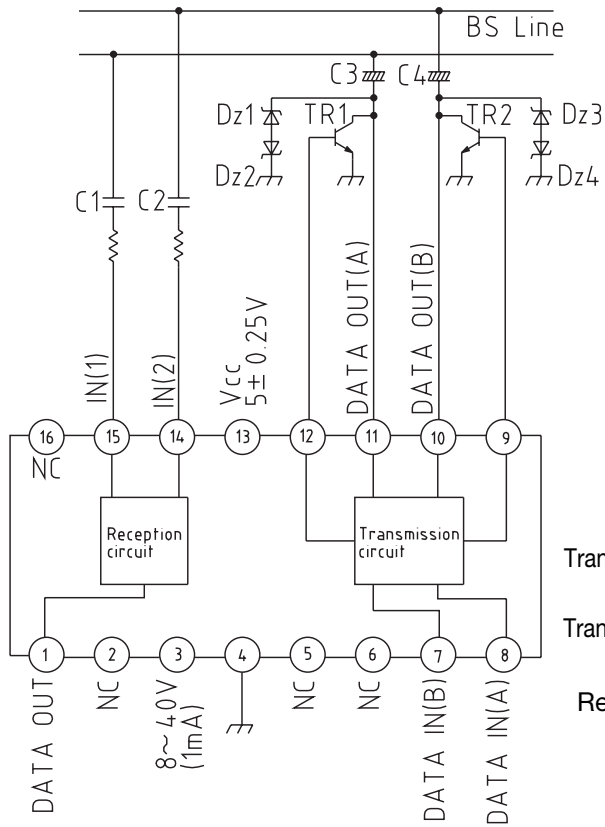 BS Line
C3
C4
Dz1
TR1
TR2
Dz3
Dz2
Dz4
C1
C2
IN(1)
IN(2)
Vcc
5± 0.25V
DATA OUT(A)
DATA OUT(B)
16
15
14
13
12
11
10
9
NC
Reception
circuit
Transmission
circuit
Tran
Tran
Re
1
2
3
4
5
6
7
8
DATA OUT
NC
8~40V
(1mA)
NC
NC
DATA IN(B)
DATA IN(A)